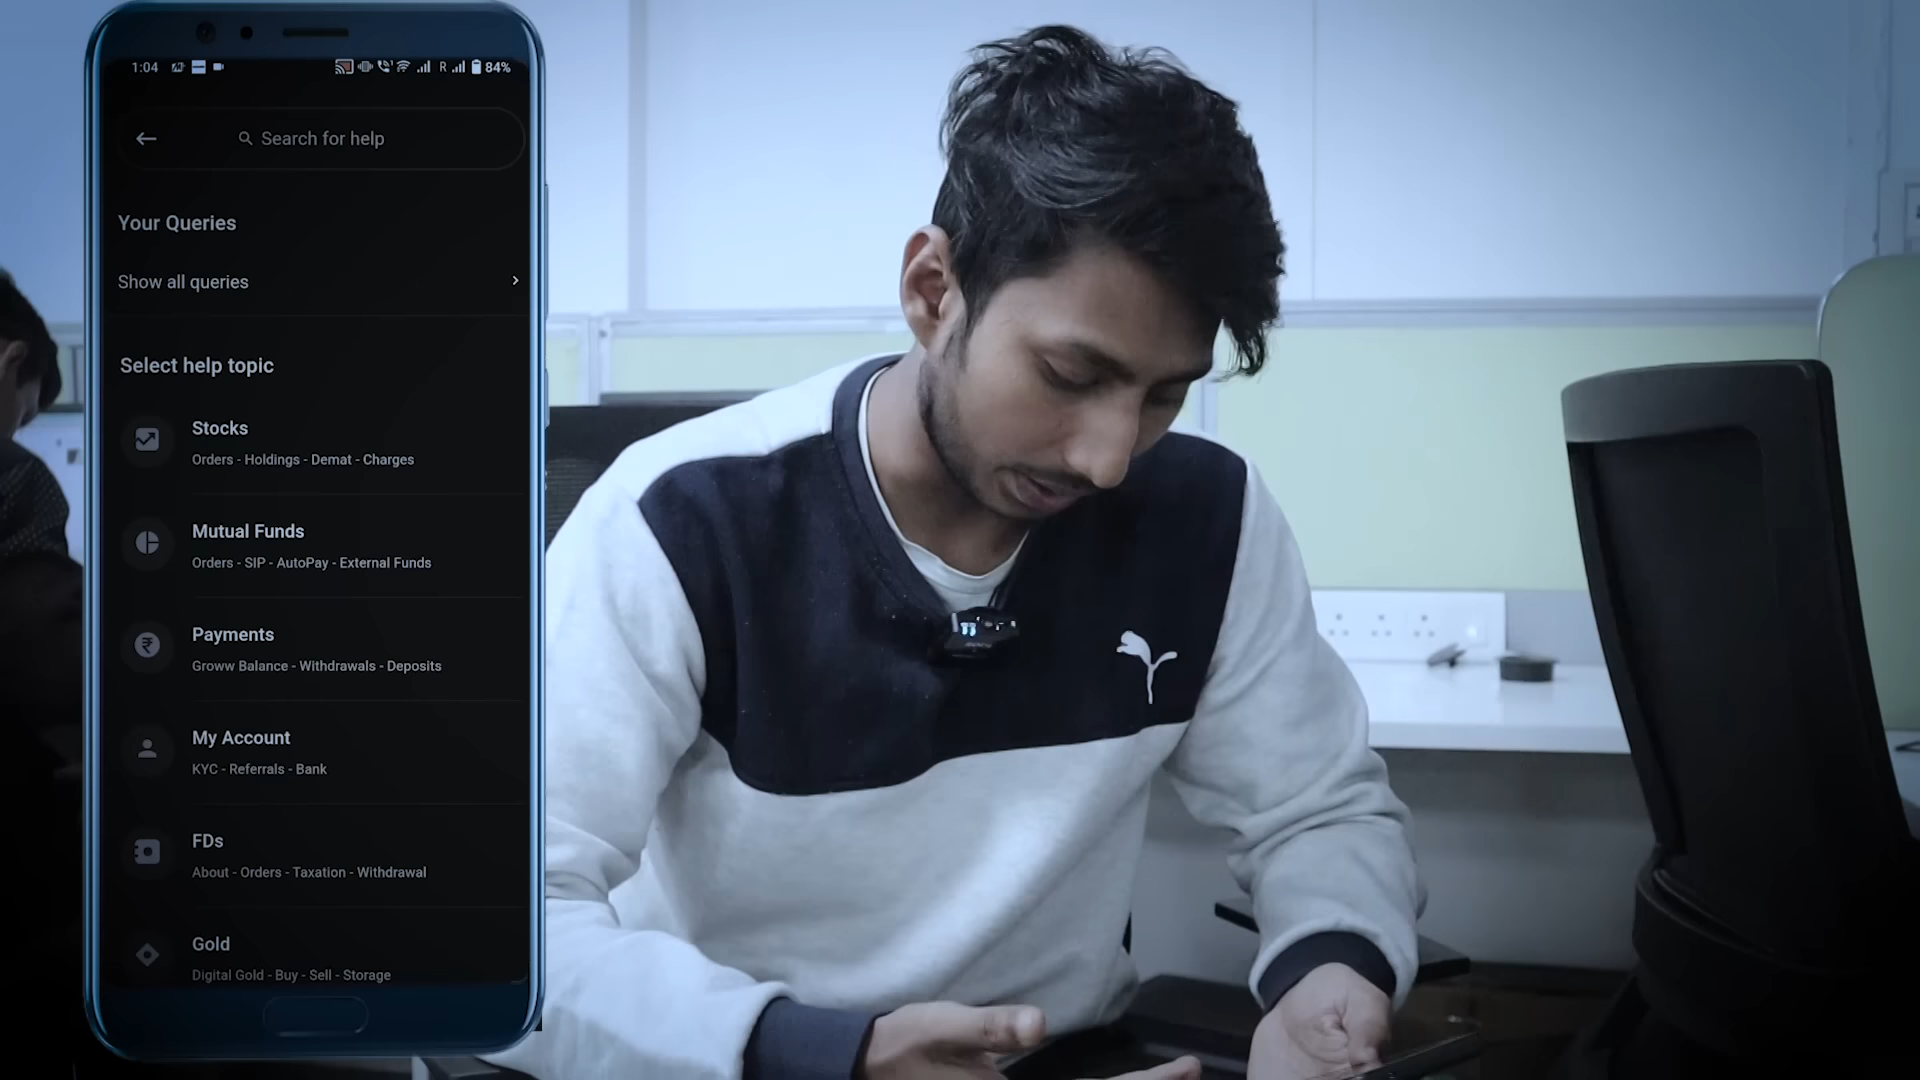 1:04
R
84%
Search for help
Your Queries
Show all queries
Select help topic
Stocks
Orders - Holdings - Demat - Charges
Mutual Funds
Orders - SIP - AutoPay - External Funds
Payments
Groww Balance - Withdrawals - Deposits
My Account
KYC - Referrals - Bank
FDs
About - Orders - Taxation - Withdrawal
Gold
Digital Gold - Buy - Sell - Storage